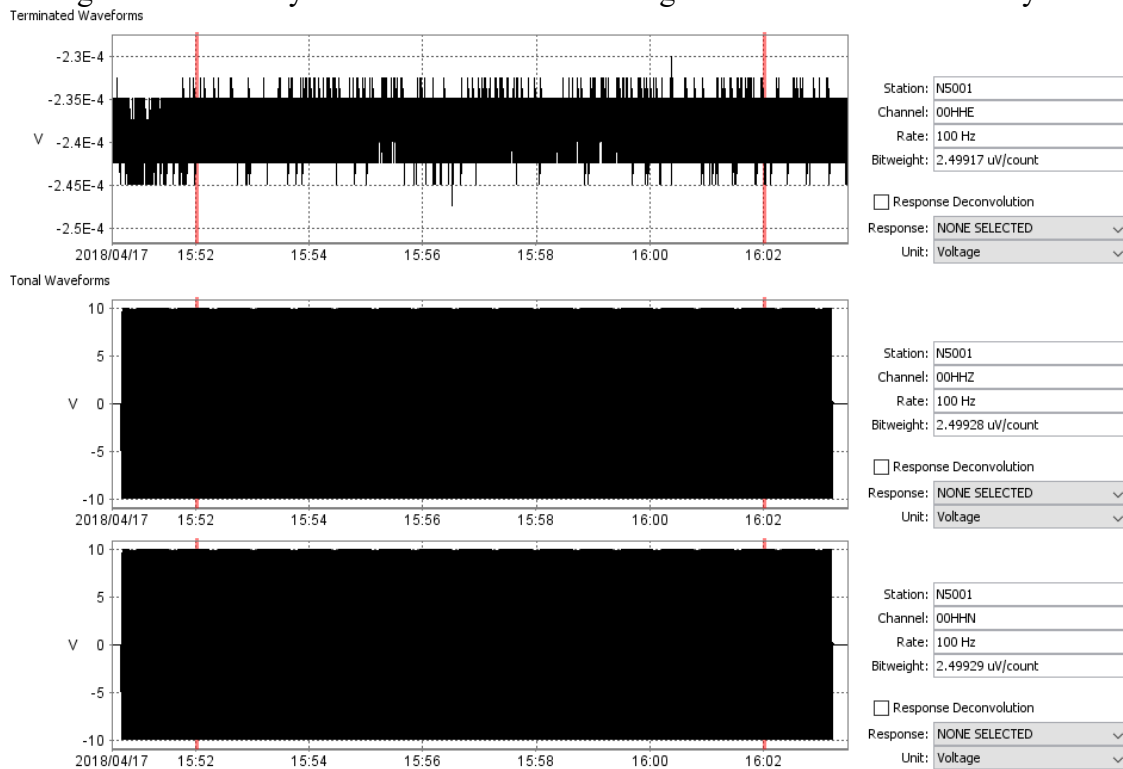 Terminated Waveforms
-2.3E-4
-2.35E-4
V
-2.4E-4
-2.45E-4
-2.5E-4
2018/04/17 15:52 15:54 15:56 15:58 16:00 16:02
Station: N5001
Channel: 00HHE
Rate: 100 Hz
Bitweight: 2.49917 uV/count
Response Deconvolution
Response: NONE SELECTED
Unit: Voltage
Tonal Waveforms
10
5
V 0
-5
-10
2018/04/17 15:52 15:54 15:56 15:58 16:00 16:02
Station: N5001
Channel: 00HHZ
Rate: 100 Hz
Bitweight: 2.49928 uV/count
Response Deconvolution
Response: NONE SELECTED
Unit: Voltage
10
5
V 0
-5
-10
2018/04/17 15:52 15:54 15:56 15:58 16:00 16:02
Station: N5001
Channel: 00HHN
Rate: 100 Hz
Bitweight: 2.49929 uV/count
Response Deconvolution
Response: NONE SELECTED
Unit: Voltage